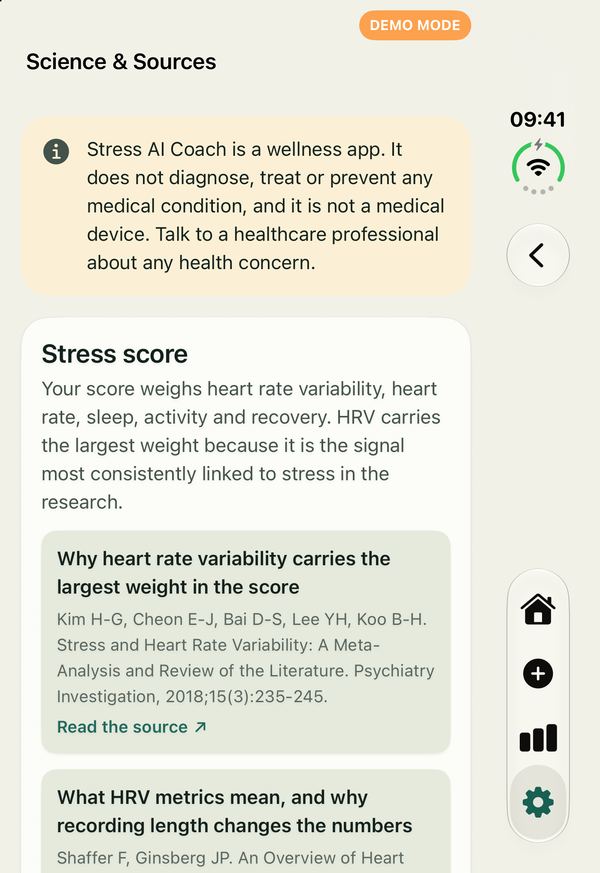 DEMO MODE
Science & Sources
09:41
Stress AI Coach is a wellness app. It
does not diagnose, treat or prevent any
medical condition, and it is not a medical
device. Talk to a healthcare professional
about any health concern.
Stress score
Your score weighs heart rate variability, heart
rate, sleep, activity and recovery. HRV carries
the largest weight because it is the signal
most consistently linked to stress in the
research.
Why heart rate variability carries the
largest weight in the score
Kim H-G, Cheon E-J, Bai D-S, Lee YH, Koo B-H.
Stress and Heart Rate Variability: A Meta-
Analysis and Review of the Literature. Psychiatry
Investigation, 2018;15(3):235-245.
Read the source ↗
What HRV metrics mean, and why
recording length changes the numbers
Shaffer F, Ginsberg JP. An Overview of Heart